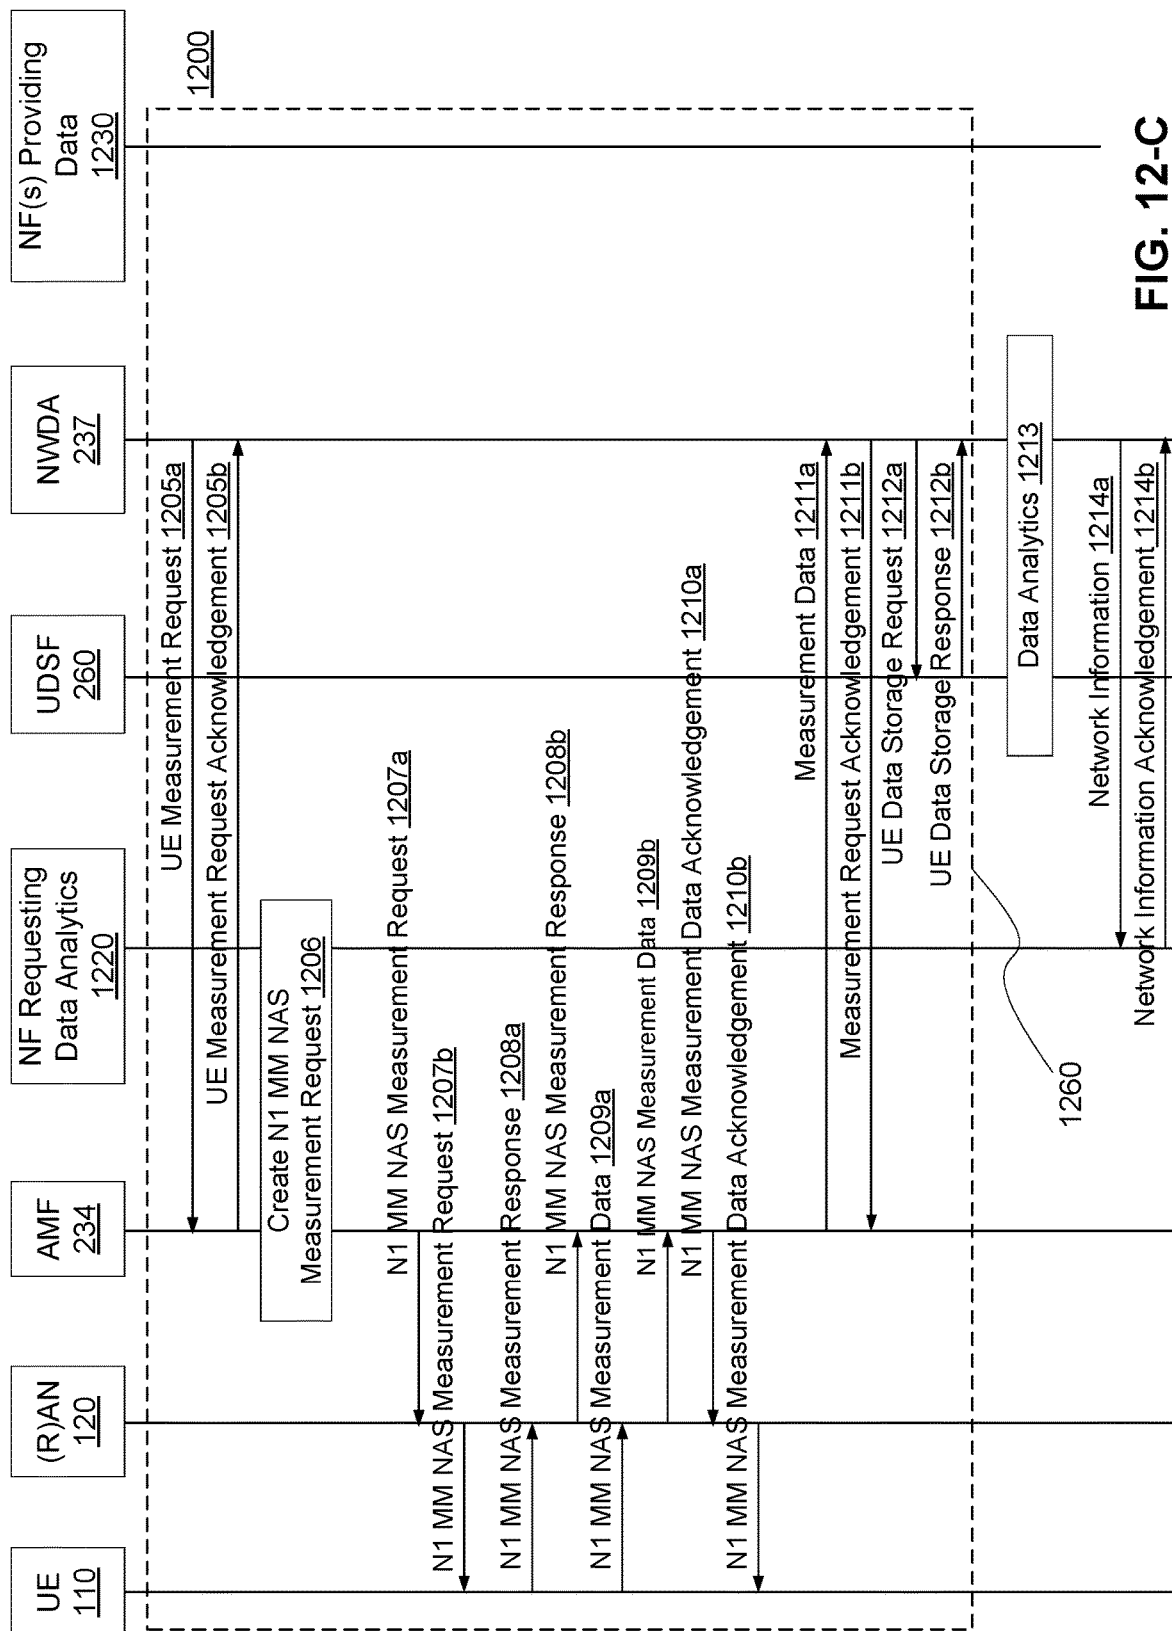 UE
110
(R)AN
120
AMF
234
NF Requesting
Data Analytics
1220
UDSF
260
NWDA
237
NF(s) Providing
Data
1230
1200
UE Measurement Request 1205a
UE Measurement Request Acknowledgement 1205b
Create N1 MM NAS
Measurement Request 1206
N1 MM NAS Measurement Request 1207a
N1 MM NAS Measurement Request 1207b
N1 MM NAS Measurement Response 1208a
N1 MM NAS Measurement Response 1208b
N1 MM NAS Measurement Data 1209a
N1 MM NAS Measurement Data 1209b
N1 MM NAS Measurement Data Acknowledgement 1210a
N1 MM NAS Measurement Data Acknowledgement 1210b
Measurement Data 1211a
Measurement Request Acknowledgement 1211b
UE Data Storage Request 1212a
UE Data Storage Response 1212b
1260
Data Analytics 1213
Network Information 1214a
Network Information Acknowledgement 1214b
FIG. 12-C